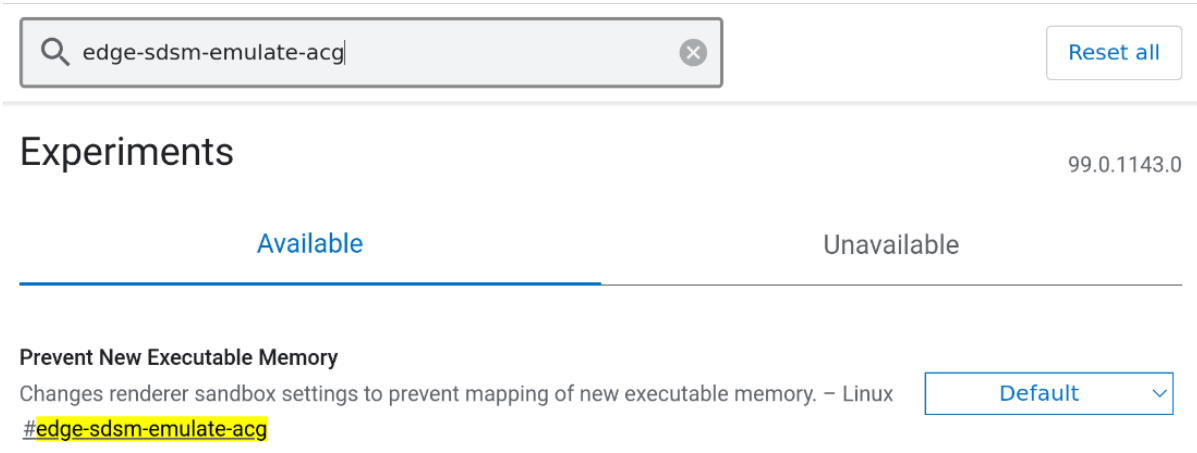 edge-sdsm-emulate-acg
Reset all
Experiments
99.0.1143.0
Available
Unavailable
Prevent New Executable Memory
Changes renderer sandbox settings to prevent mapping of new executable memory. – Linux
Default
#edge-sdsm-emulate-acg